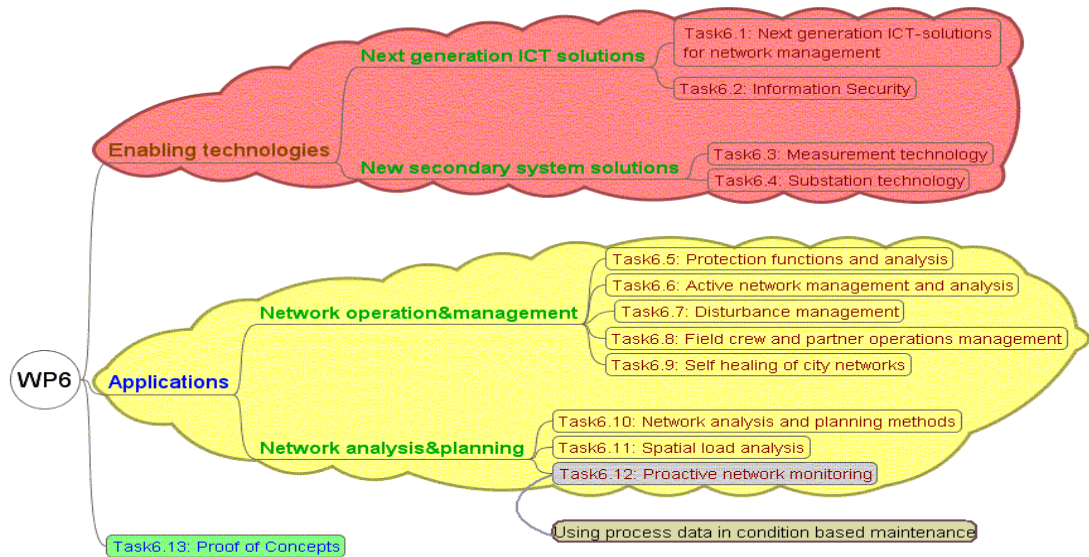 WP6
Enabling technologies
Next generation ICT solutions
Task6.1: Next generation ICT-solutions
for network management
Task6.2: Information Security
New secondary system solutions
Task6.3: Measurement technology
Task6.4: Substation technology
Applications
Network operation&management
Task6.5: Protection functions and analysis
Task6.6: Active network management and analysis
Task6.7: Disturbance management
Task6.8: Field crew and partner operations management
Task6.9: Self healing of city networks
Network analysis&planning
Task6.10: Network analysis and planning methods
Task6.11: Spatial load analysis
Task6.12: Proactive network monitoring
Using process data in condition based maintenance
Task6.13: Proof of Concepts